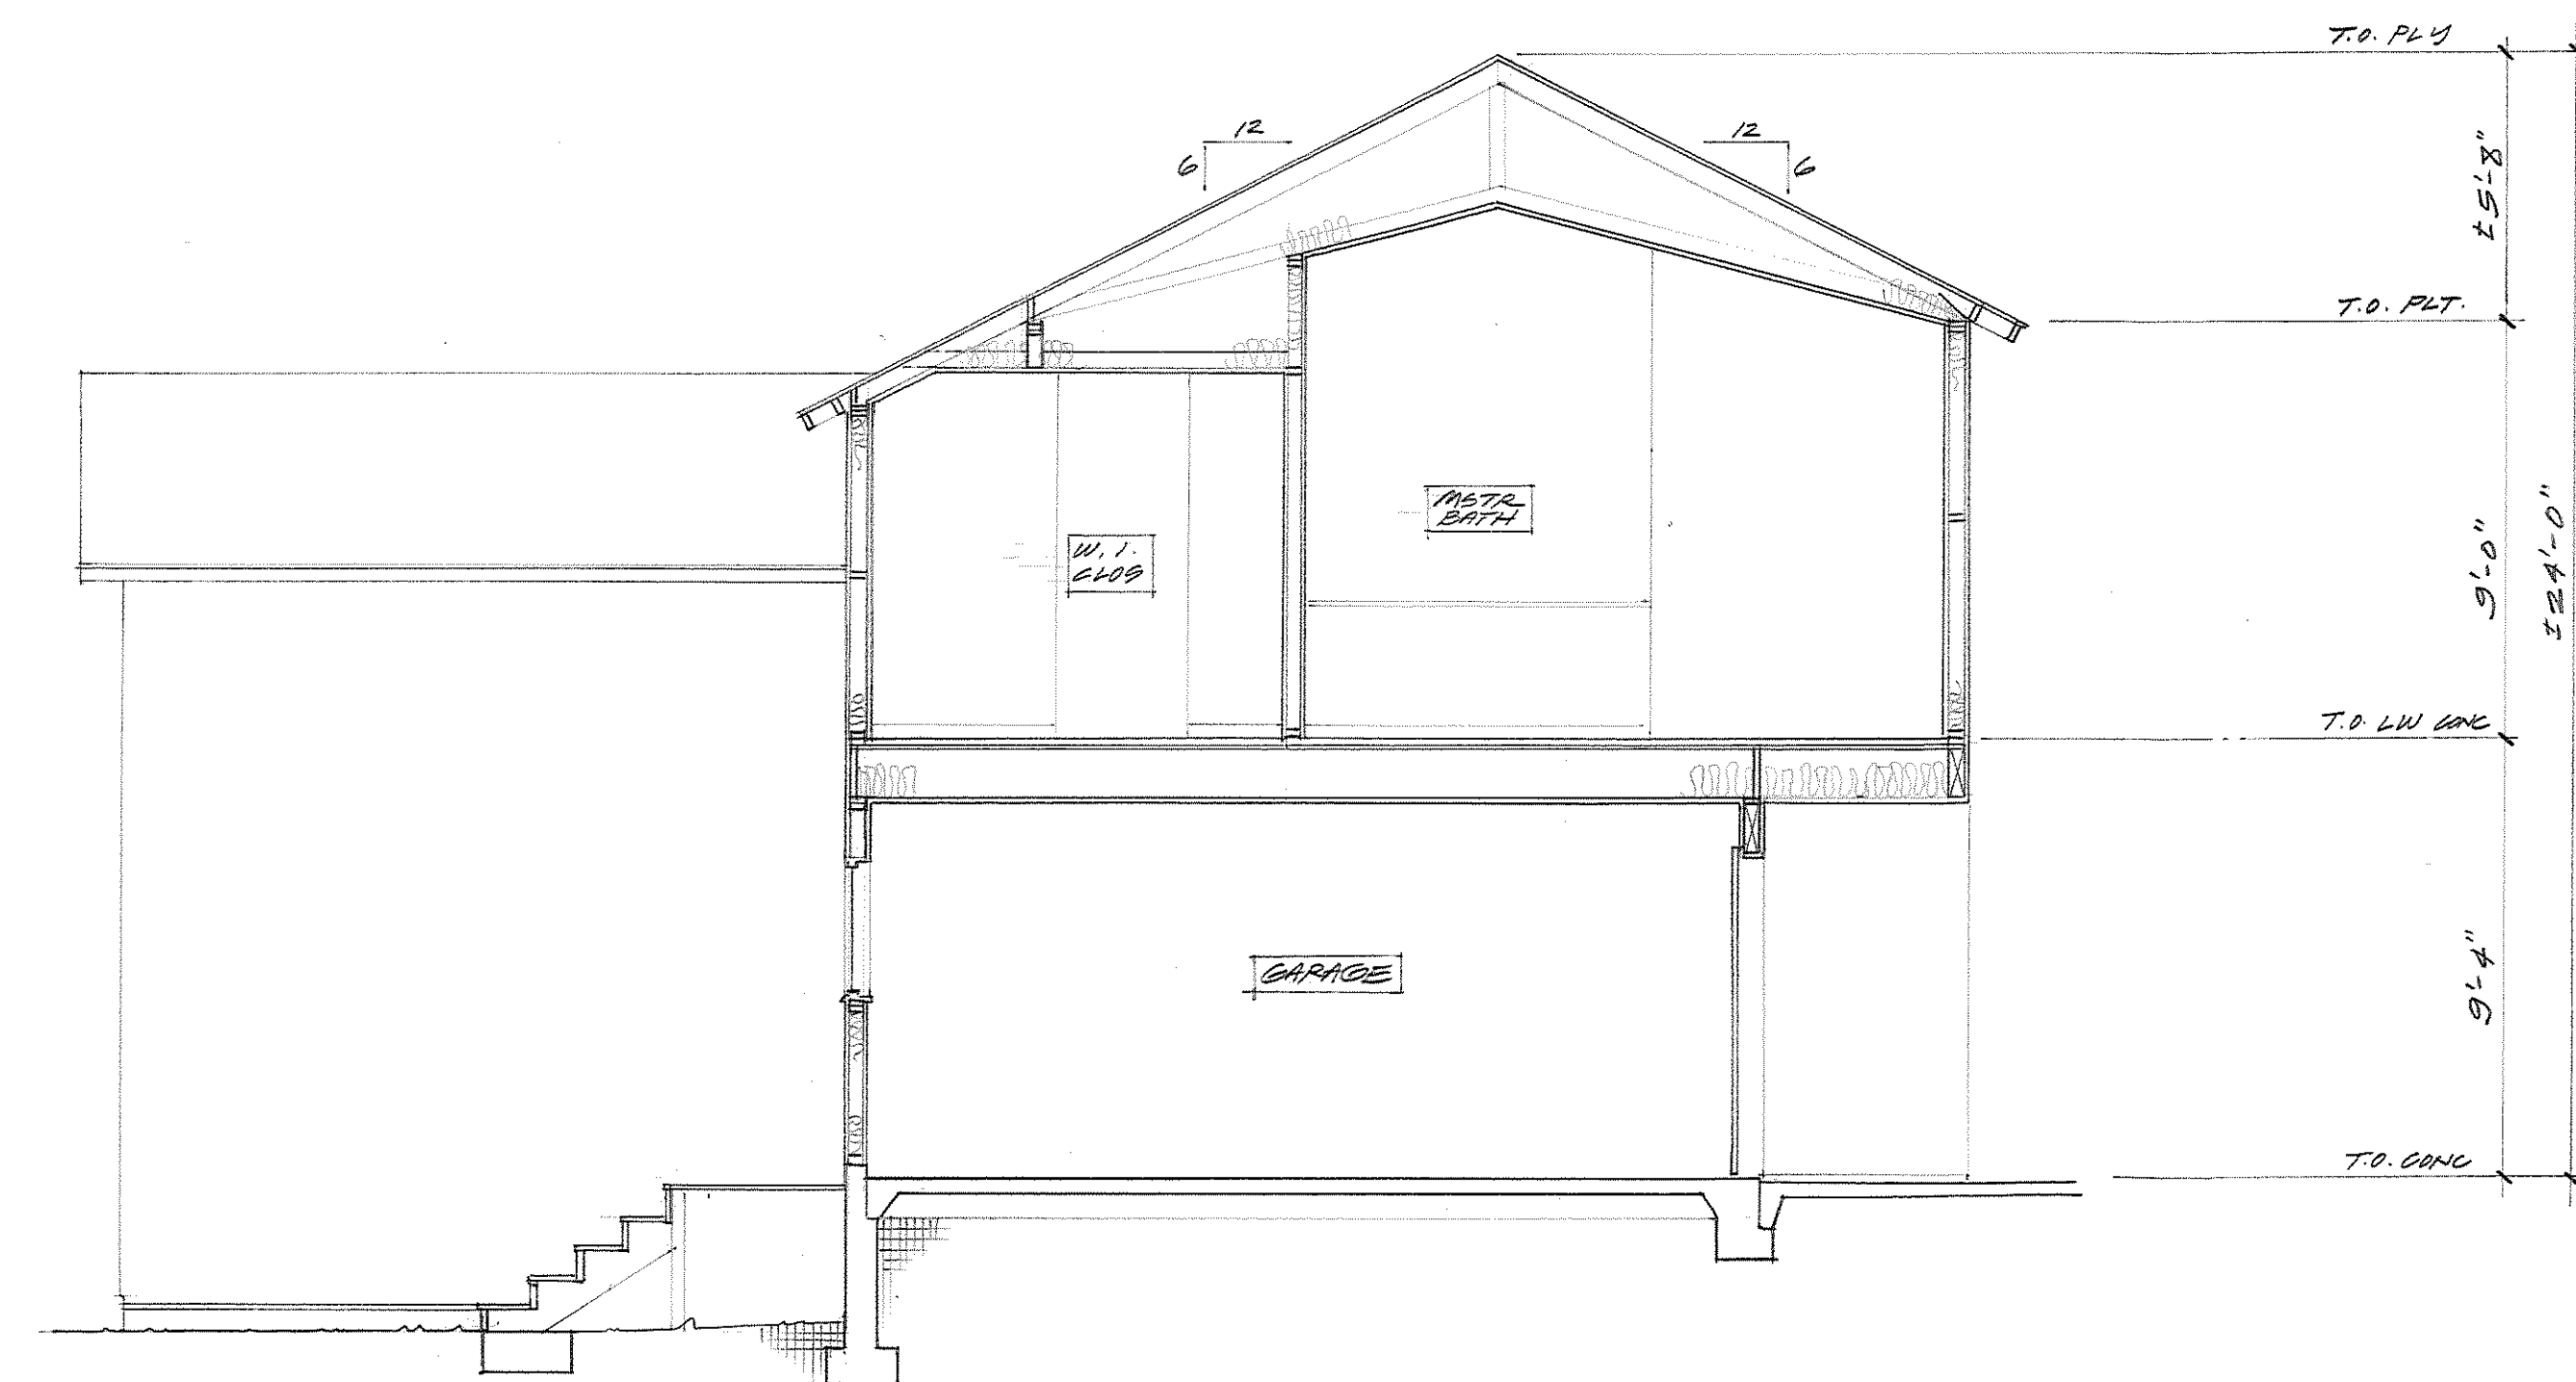 T.O. PLY
12
6
12
6
±5'-8"
T.O. PLT.
MSTR
BATH
W. I.
CLOS
9'-0"
±24'-0"
T.O. LW CONC
GARAGE
9'-4"
T.O. CONC